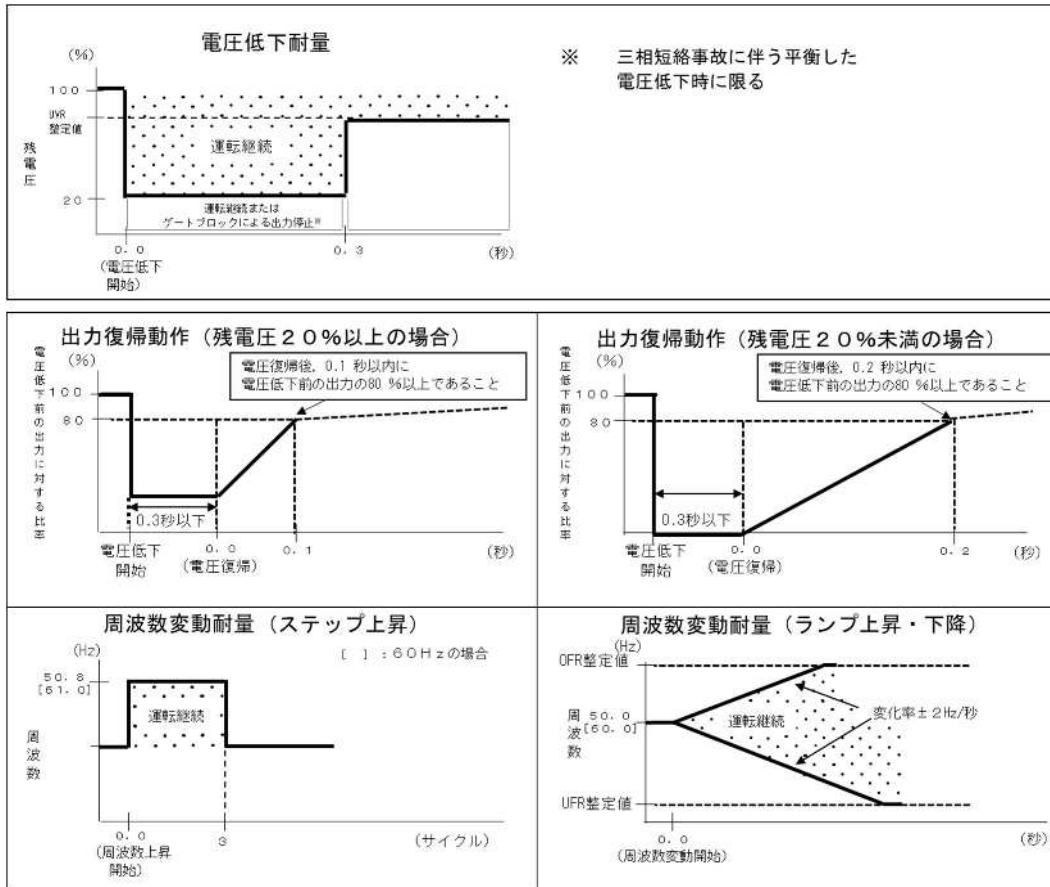 電圧低下耐量
(%)
100
UVR
整定値
残電圧
20
運転継続
運転継続または
ゲートブロックによる出力停止※
0.0
(電圧低下
開始)
0.3
(秒)
※ 三相短絡事故に伴う平衡した
電圧低下時に限る
出力復帰動作（残電圧20%以上の場合）
電圧低下前の出力に対する比率
(%)
100
80
電圧復帰後，0.1 秒以内に
電圧低下前の出力の80 %以上であること
0.3秒以下
電圧低下
開始
0.0
(電圧復帰)
0.1
(秒)
出力復帰動作（残電圧20%未満の場合）
電圧低下前の出力に対する比率
(%)
100
80
電圧復帰後，0.2 秒以内に
電圧低下前の出力の80 %以上であること
0.3秒以下
電圧低下
開始
0.0
(電圧復帰)
0.2
(秒)
周波数変動耐量（ステップ上昇）
(Hz)
[ ]：60Hzの場合
50.8
[61.0]
運転継続
周波数
0.0
(周波数上昇
開始)
3
(サイクル)
周波数変動耐量（ランプ上昇・下降）
(Hz)
OFR整定値
周波数
50.0
[60.0]
運転継続
変化率±2Hz/秒
UFR整定値
0.0
(周波数変動開始)
(秒)